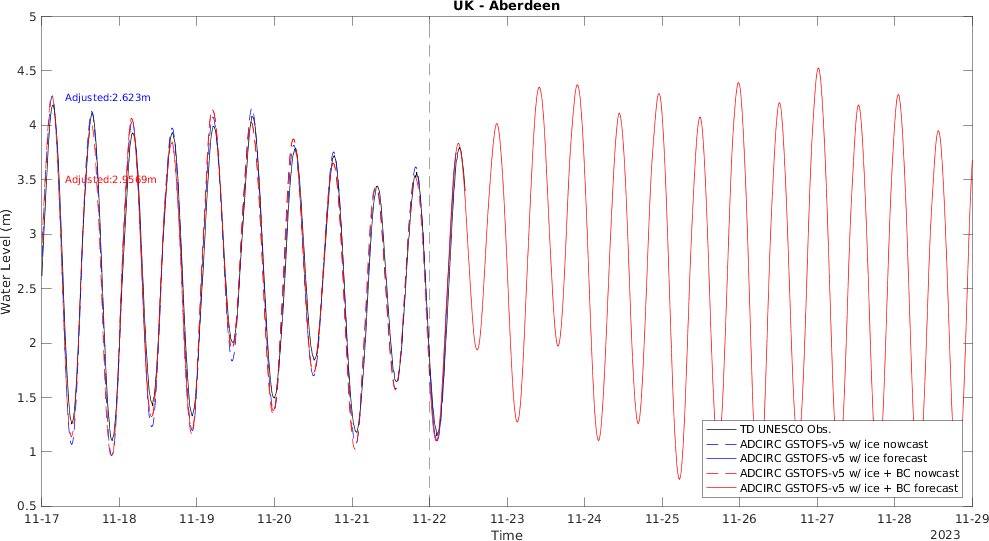 UK - Aberdeen
5
4.5
4
3.5
3
2.5
2
1.5
1
0.5
Water Level (m)
Adjusted:2.623m
Adjusted:2.9569m
TD UNESCO Obs.
ADCIRC GSTOFS-v5 w/ ice nowcast
ADCIRC GSTOFS-v5 w/ ice forecast
ADCIRC GSTOFS-v5 w/ ice + BC nowcast
ADCIRC GSTOFS-v5 w/ ice + BC forecast
11-17 11-18 11-19 11-20 11-21 11-22 11-23 11-24 11-25 11-26 11-27 11-28 11-29
Time
2023